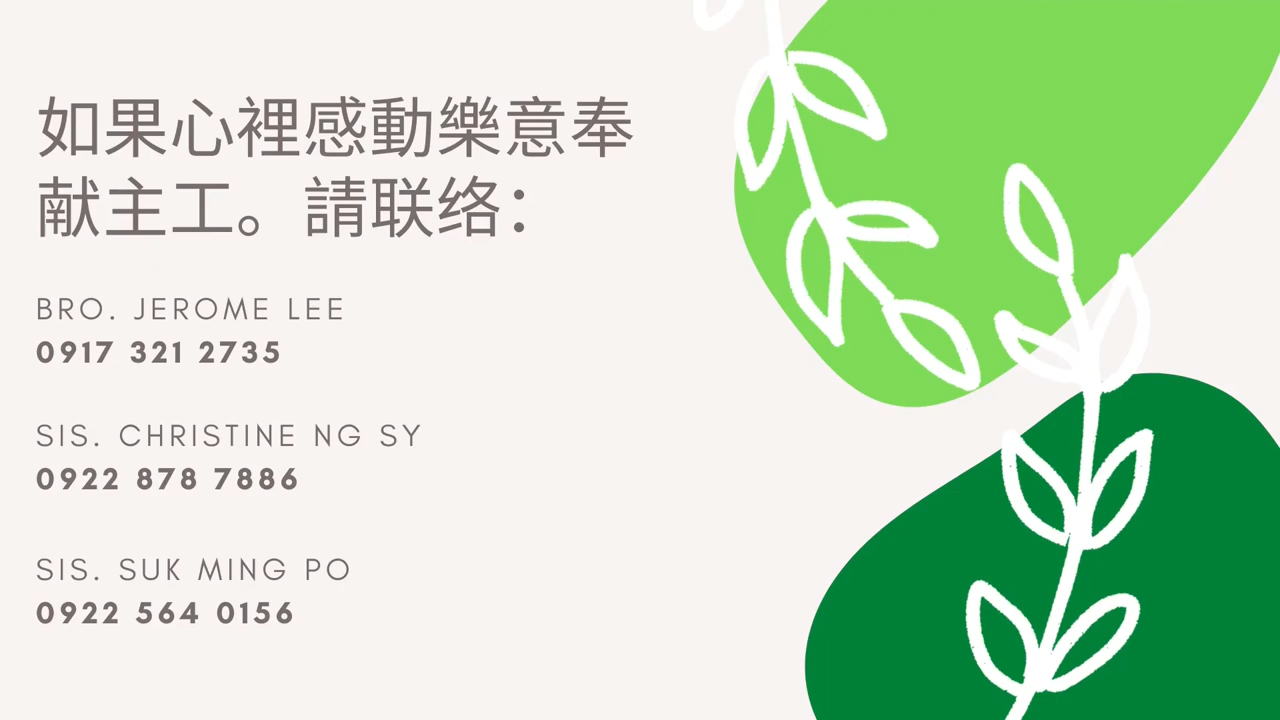 如果心裡感動樂意奉
献主工。請联络：
BRO. JEROME LEE
0917 321 2735
SIS. CHRISTINE NG SY
0922 878 7886
SIS. SUK MING PO
0922 564 0156